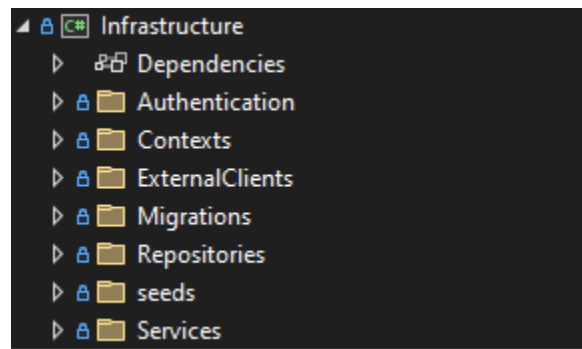 C# Infrastructure
Dependencies
Authentication
Contexts
ExternalClients
Migrations
Repositories
seeds
Services